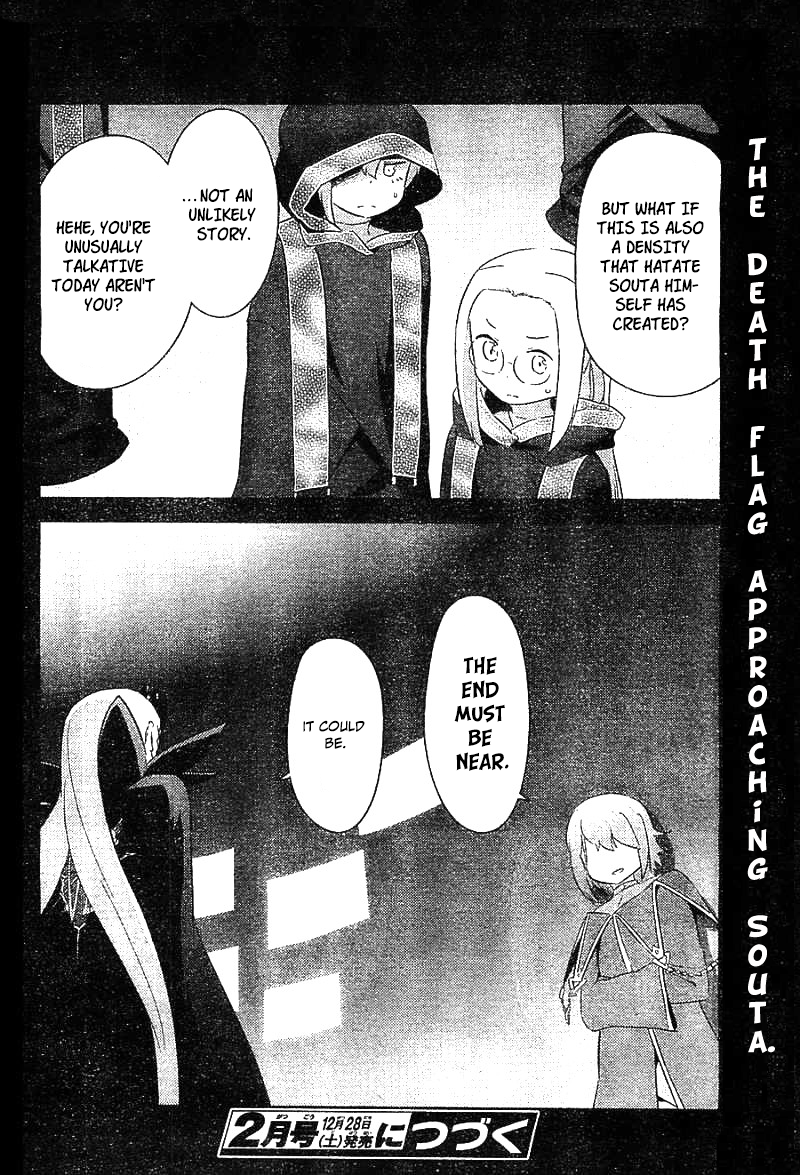 BUT WHAT IF
THIS IS ALSO
A DENSITY
THAT HATATE
SOUTA HIM-
SELF HAS
CREATED?
...NOT AN
UNLIKELY
STORY.
HEHE, YOU'RE
UNUSUALLY
TALKATIVE
TODAY AREN'T
YOU?
THE
END
MUST
BE
NEAR.
IT COULD
BE.
THE DEATH FLAG APPROACHING SOUTA.
2月号 12月28日(土)発売 につづく